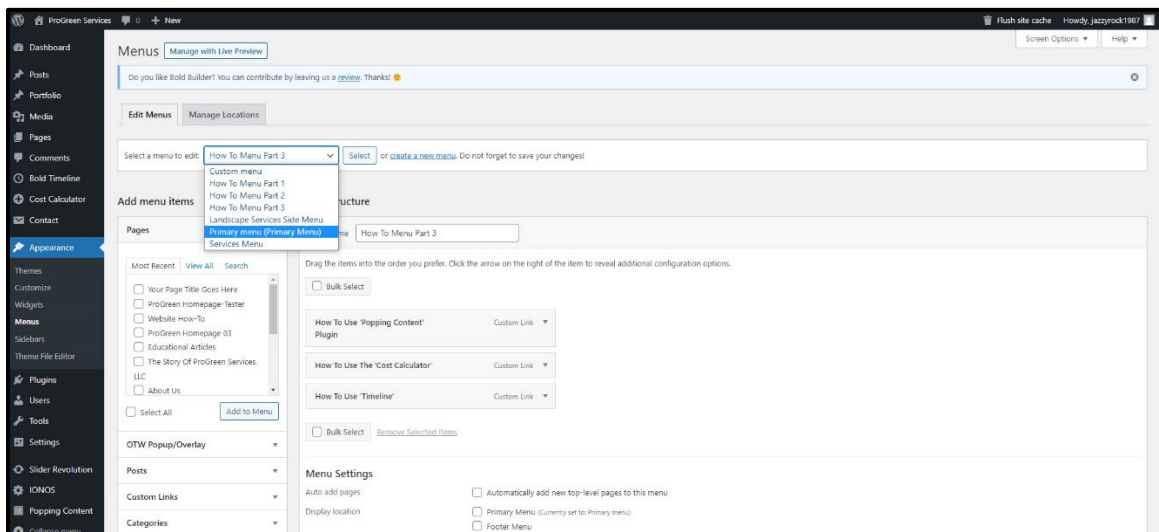 ProGreen Services 0 + New Flush site cache Howdy, jazzyrock1987
Dashboard
Posts
Portfolio
Media
Pages
Comments
Bold Timeline
Cost Calculator
Contact
Appearance
Themes
Customize
Widgets
Menus
Sidebars
Theme File Editor
Plugins
Users
Tools
Settings
Slider Revolution
IONOS
Popping Content
Collapse menu
Screen Options Help
Menus Manage with Live Preview
Do you like Bold Builder? You can contribute by leaving us a review. Thanks! 🙂
Edit Menus Manage Locations
Select a menu to edit: How To Menu Part 3 Select or create a new menu. Do not forget to save your changes!
Custom menu
How To Menu Part 1
How To Menu Part 2
How To Menu Part 3
Landscape Services Side Menu
Primary menu (Primary Menu)
Services Menu
Add menu items
Pages
Most Recent View All Search
Your Page Title Goes Here
ProGreen Homepage-Tester
Website How-To
ProGreen Homepage 03
Educational Articles
The Story Of ProGreen Services,
LLC
About Us
Select All Add to Menu
OTW Popup/Overlay
Posts
Custom Links
Categories
ucture
me How To Menu Part 3
Drag the items into the order you prefer. Click the arrow on the right of the item to reveal additional configuration options.
Bulk Select
How To Use 'Popping Content' Custom Link
Plugin
How To Use The 'Cost Calculator' Custom Link
How To Use 'Timeline' Custom Link
Bulk Select Remove Selected Items
Menu Settings
Auto add pages Automatically add new top-level pages to this menu
Display location Primary Menu (Currently set to: Primary menu)
Footer Menu